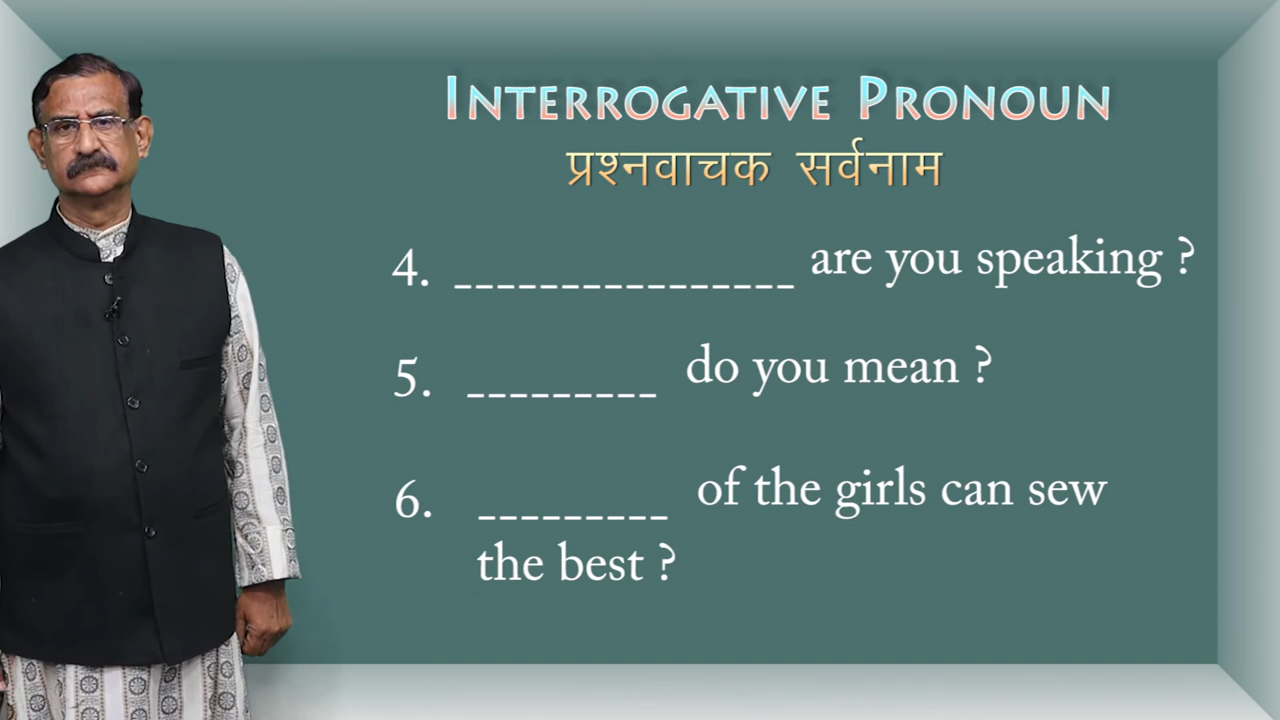 INTERROGATIVE PRONOUN
प्रश्नवाचक सर्वनाम
4. ________________ are you speaking ?
5. _________ do you mean ?
6. _________ of the girls can sew
the best ?